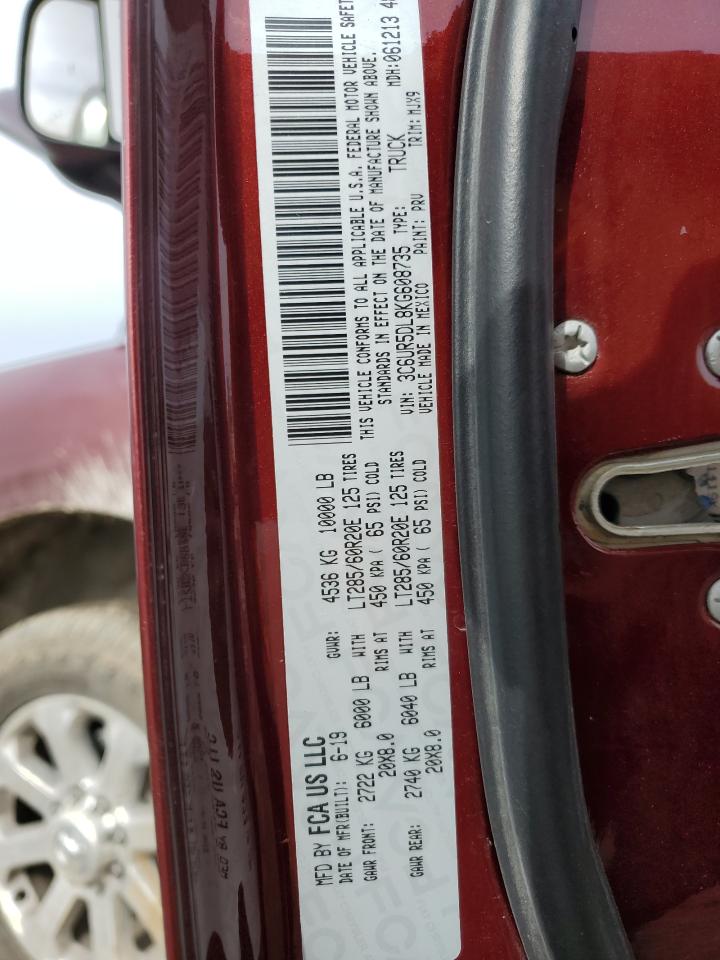 MFD BY FCA US LLC
DATE OF MFR(BUILT): 6-19 GVWR: 4536 KG 10000 LB
GAWR FRONT: 2722 KG 6000 LB WITH LT285/60R20E 125 TIRES
20X8.0 RIMS AT 450 KPA ( 65 PSI) COLD
GAWR REAR: 2740 KG 6040 LB WITH LT285/60R20E 125 TIRES
20X8.0 RIMS AT 450 KPA ( 65 PSI) COLD
THIS VEHICLE CONFORMS TO ALL APPLICABLE U.S.A. FEDERAL MOTOR VEHICLE SAFET
STANDARDS IN EFFECT ON THE DATE OF MANUFACTURE SHOWN ABOVE.
VIN: 3C6UR5DL8KG608735 TYPE: TRUCK MDH:061213 4
VEHICLE MADE IN MEXICO PAINT: PRV TRIM: MJX9